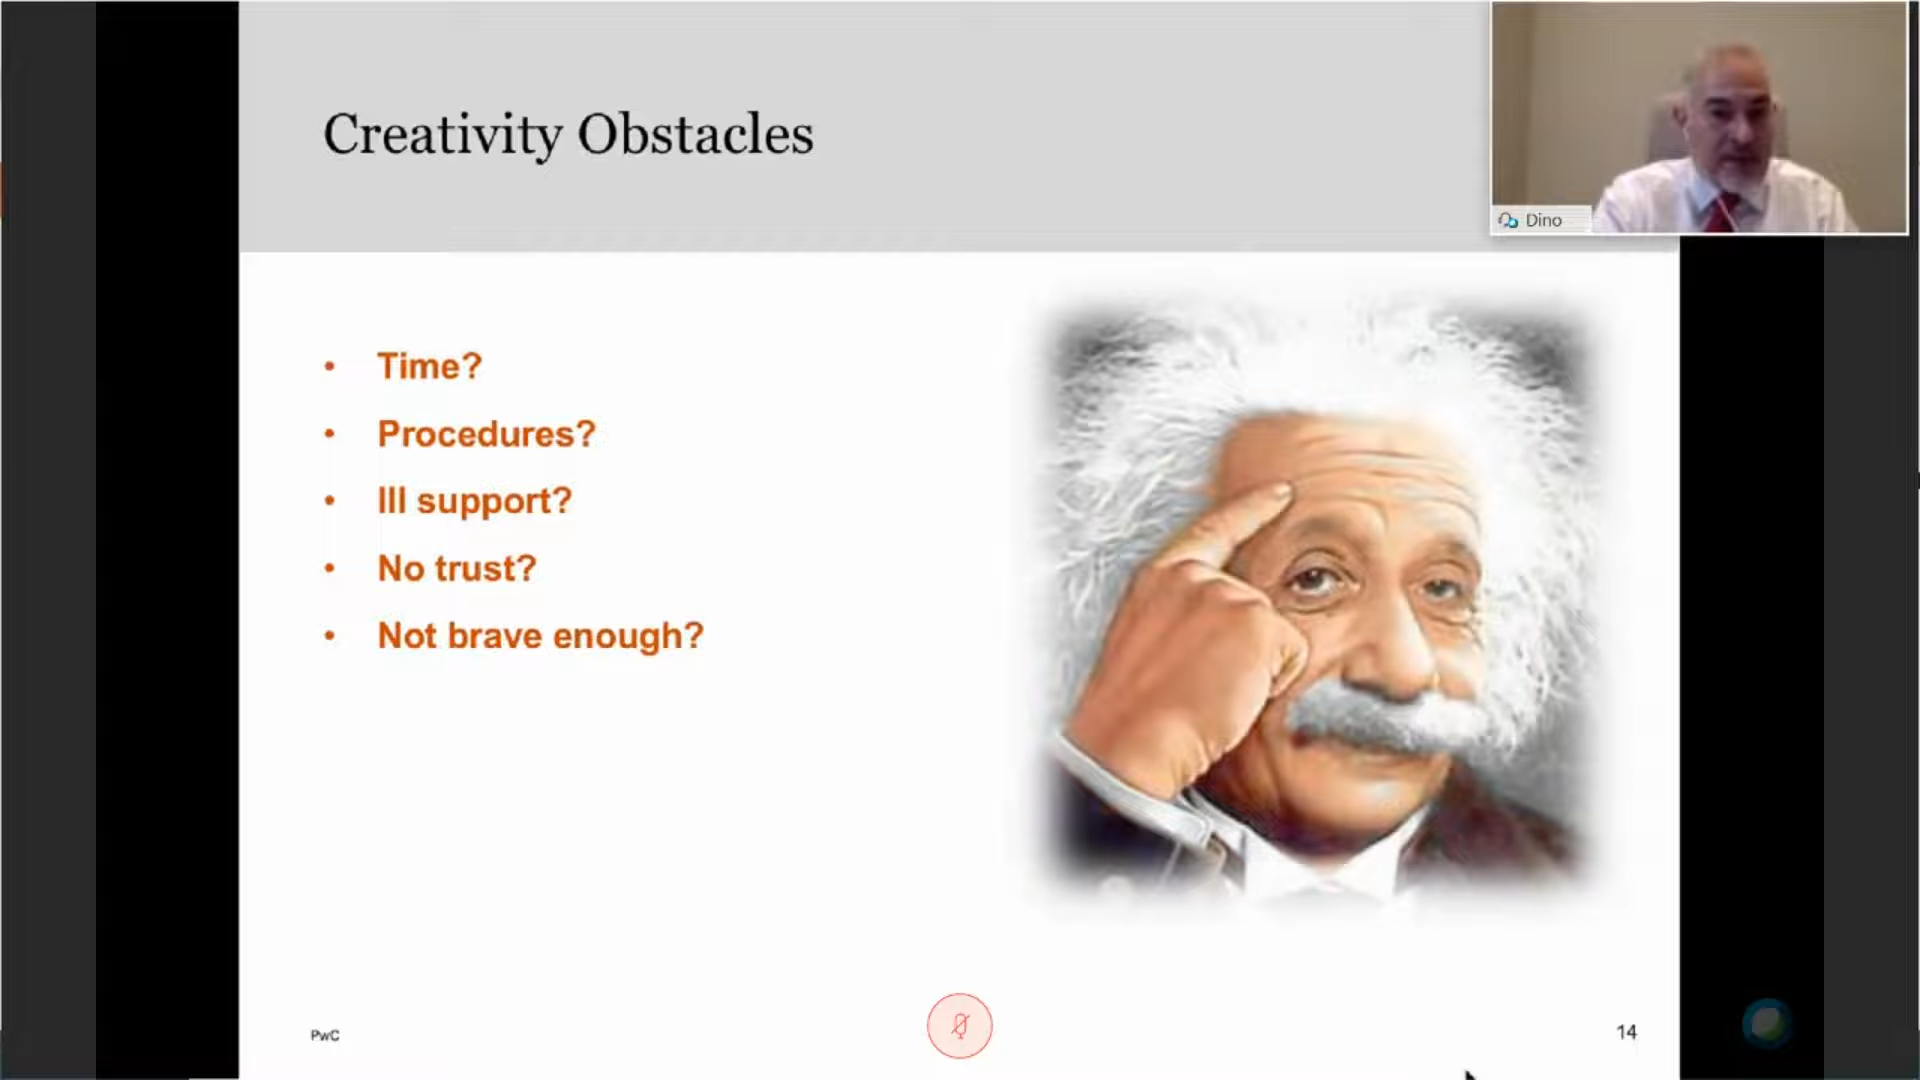 Creativity Obstacles
Dino
• Time?
• Procedures?
• Ill support?
• No trust?
• Not brave enough?
PwC
14